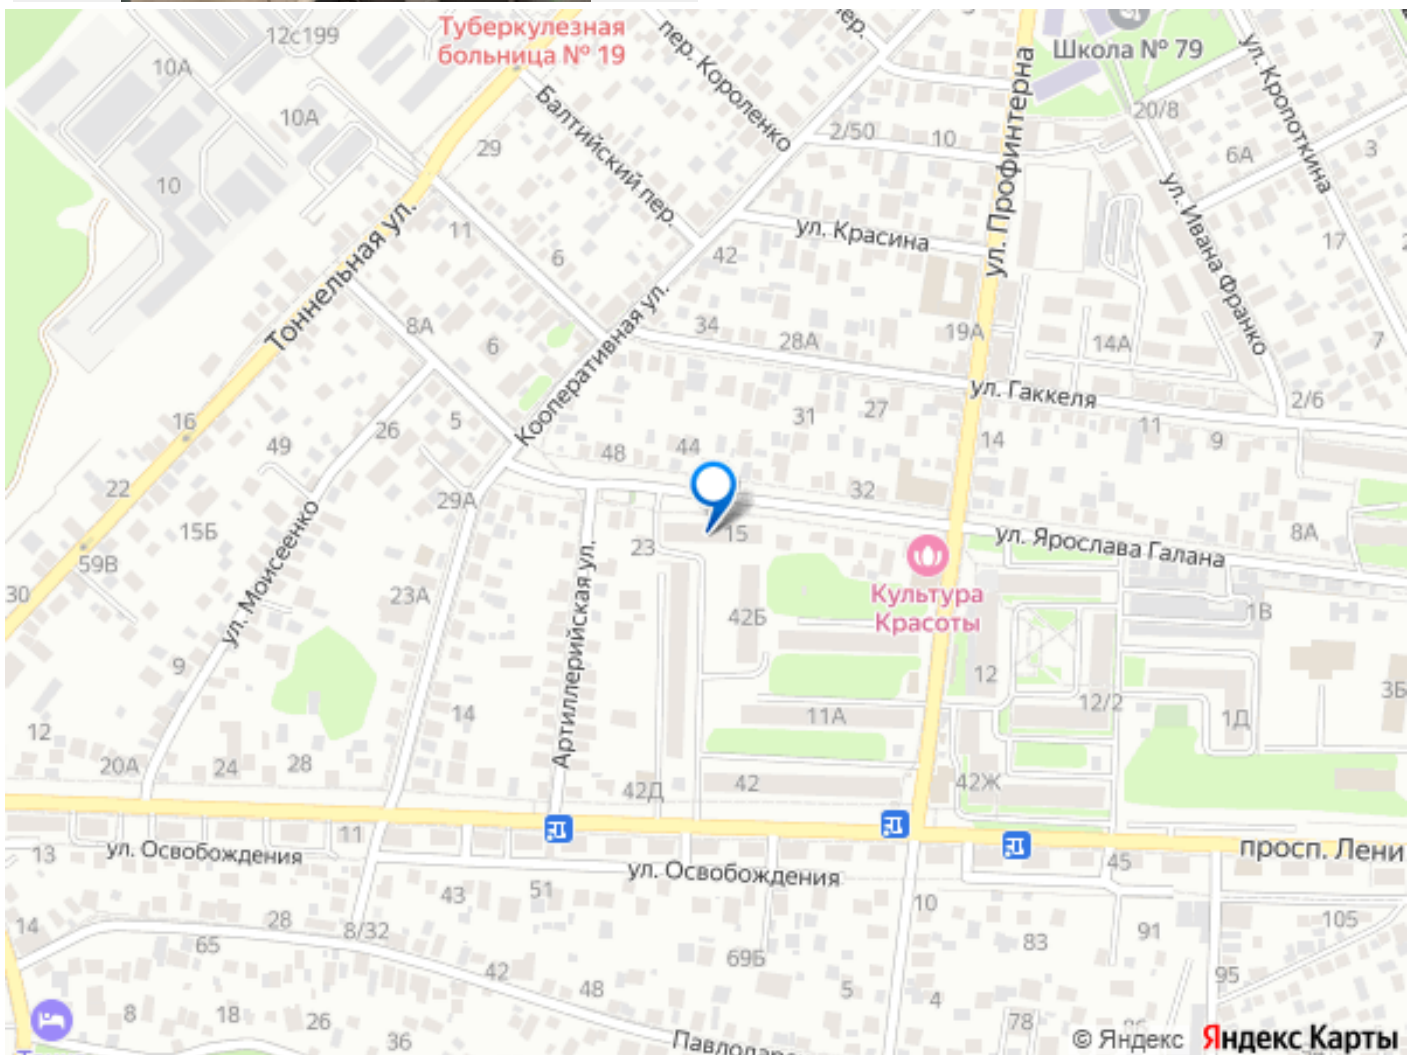 12с199
Туберкулезная
больница № 19
пер. Короленко
пер.
Школа № 79
ул. Кропоткина
10А
10А
29
Балтийский пер.
2/50
10
ул. Профинтерна
20/8
6А
3
10
11
6
42
ул. Красина
ул. Ивана Франко
17
Тоннельная ул.
8А
6
Кооперативная ул.
34
28А
19А
14А
7
ул. Гаккеля
2/6
16
49
26
5
48
44
31
27
14
11
9
22
29А
32
15Б
ул. Моисеенко
23
15
ул. Ярослава Галана
8А
59В
30
23А
Артиллерийская ул.
42Б
Культура
Красоты
1В
9
12
14
11А
12
12/2
1Д
3Б
20А
24
28
42Д
42
42Ж
13
ул. Освобождения
11
ул. Освобождения
45
просп. Лени
43
51
14
65
28
8/32
42
48
69Б
5
10
4
83
91
105
95
78
86
8
18
26
36
Павлодарс
© Яндекс
Яндекс Карты